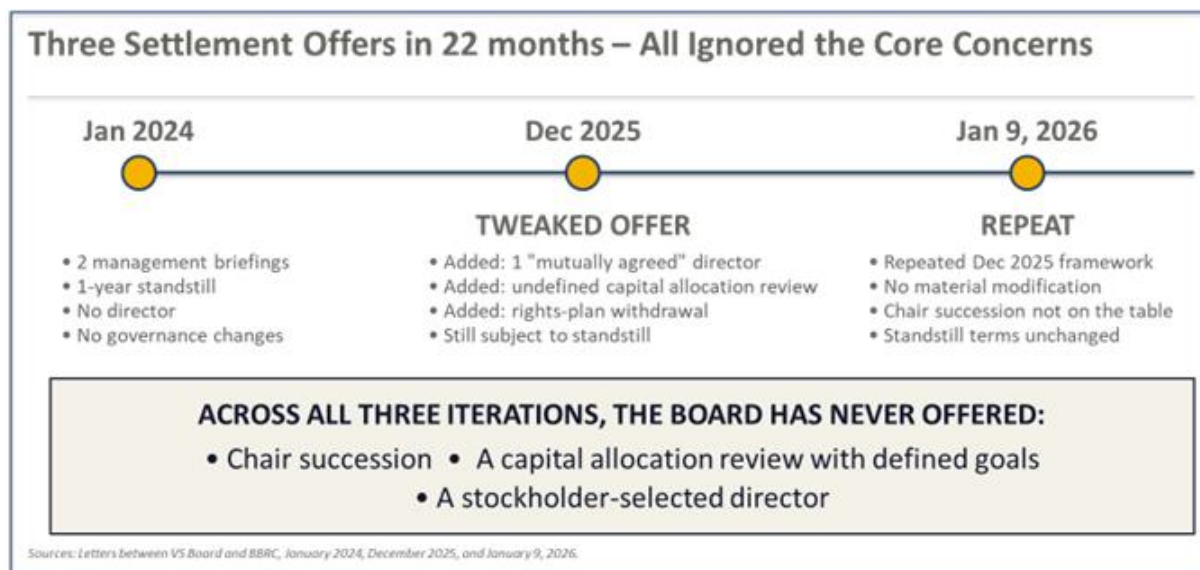 Three Settlement Offers in 22 months – All Ignored the Core Concerns
Jan 2024
Dec 2025
Jan 9, 2026
TWEAKED OFFER
REPEAT
• 2 management briefings
• 1-year standstill
• No director
• No governance changes
• Added: 1 "mutually agreed" director
• Added: undefined capital allocation review
• Added: rights-plan withdrawal
• Still subject to standstill
• Repeated Dec 2025 framework
• No material modification
• Chair succession not on the table
• Standstill terms unchanged
ACROSS ALL THREE ITERATIONS, THE BOARD HAS NEVER OFFERED:
• Chair succession • A capital allocation review with defined goals
• A stockholder-selected director
Sources: Letters between VS Board and BBRC, January 2024, December 2025, and January 9, 2026.